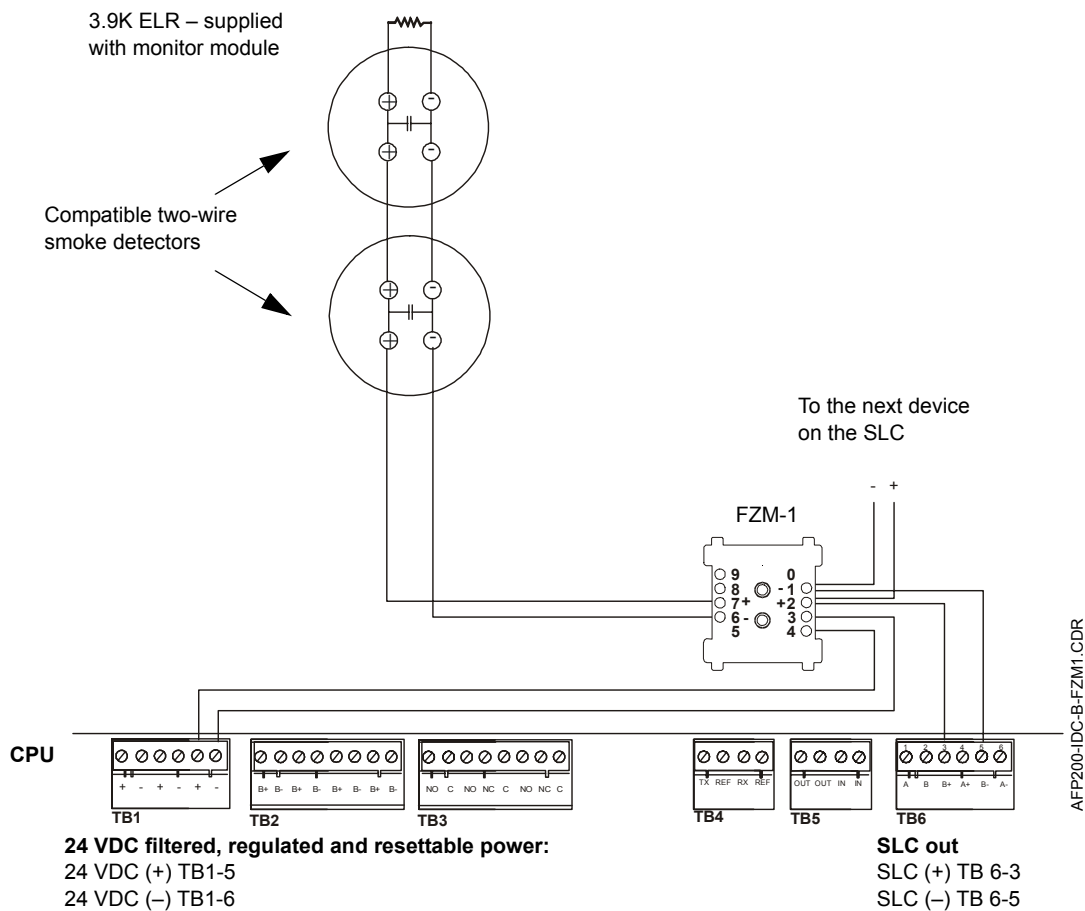 3.9K ELR – supplied
with monitor module
+ -
+ -
Compatible two-wire
smoke detectors
+ -
+ -
To the next device
on the SLC
- +
FZM-1
9 0
8 - 1
7 + + 2
6 - 3
5 4
CPU
1 2 3 4 5 6
+ - + - + -
B+ B- B+ B- B+ B- B+ B-
NO C NO NC C NO NC C
TX REF RX REF
OUT OUT IN IN
A B B+ A+ B- A-
TB1 TB2 TB3 TB4 TB5 TB6
24 VDC filtered, regulated and resettable power:
24 VDC (+) TB1-5
24 VDC (–) TB1-6
SLC out
SLC (+) TB 6-3
SLC (–) TB 6-5
AFP200-IDC-B-FZM1.CDR